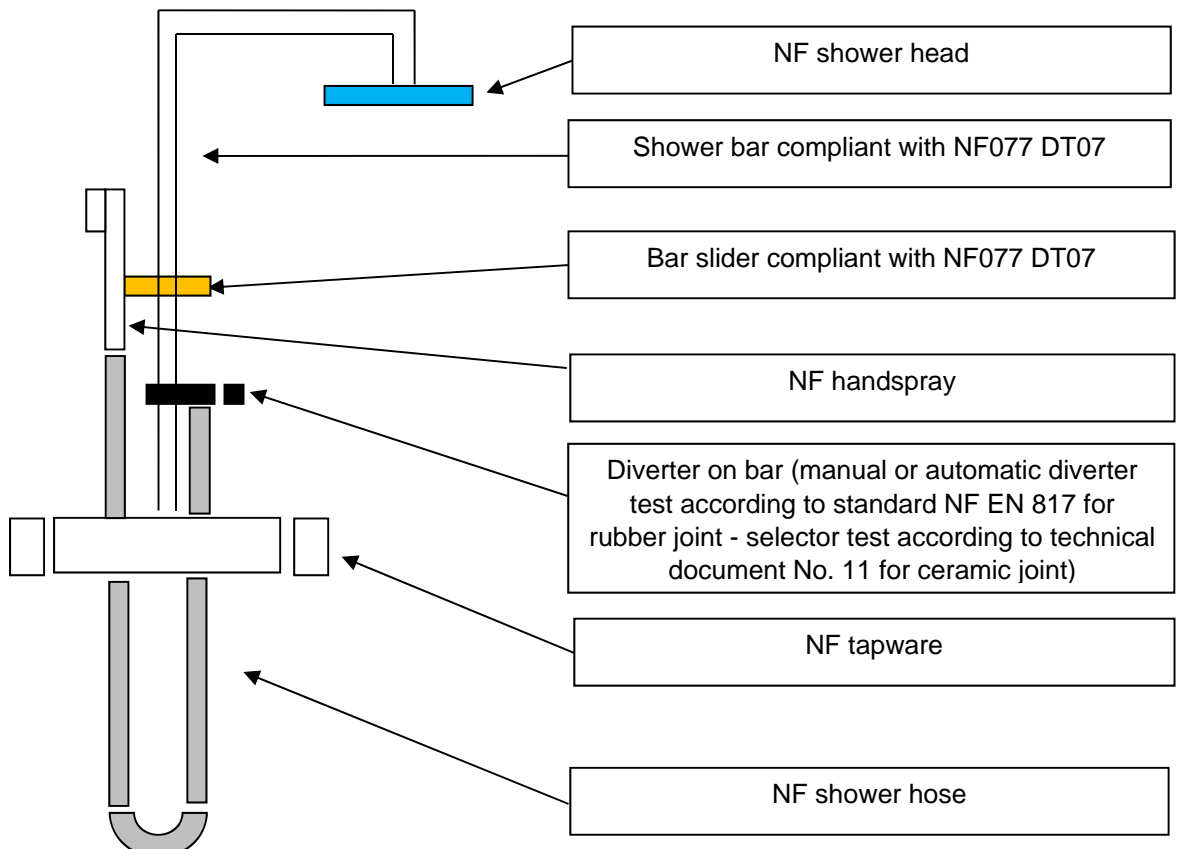 NF shower head
Shower bar compliant with NF077 DT07
Bar slider compliant with NF077 DT07
NF handspray
Diverter on bar (manual or automatic diverter
test according to standard NF EN 817 for
rubber joint - selector test according to technical
document No. 11 for ceramic joint)
NF tapware
NF shower hose